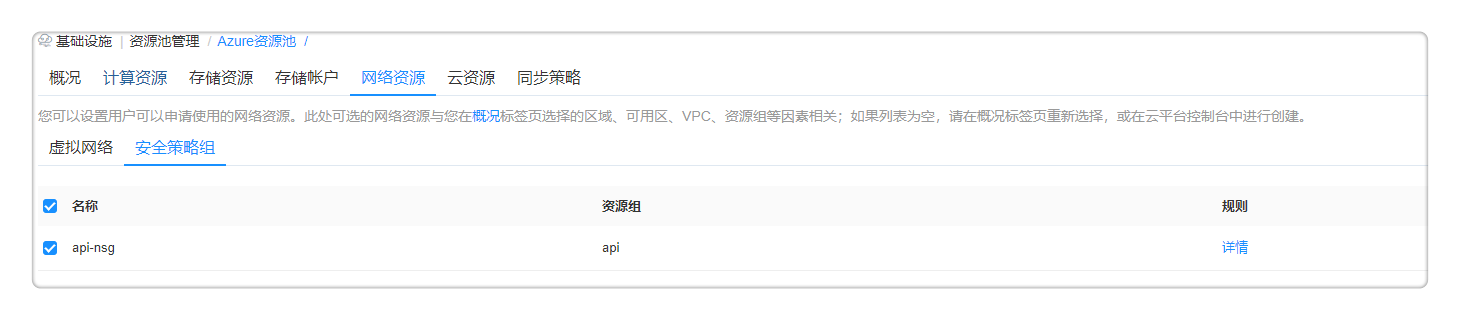 基础设施 | 资源池管理 / Azure资源池 /
概况 计算资源 存储资源 存储帐户 网络资源 云资源 同步策略
您可以设置用户可以申请使用的网络资源。此处可选的网络资源与您在概况标签页选择的区域、可用区、VPC、资源组等因素相关；如果列表为空，请在概况标签页重新选择，或在云平台控制台中进行创建。
虚拟网络 安全策略组
名称 资源组 规则
api-nsg api 详情